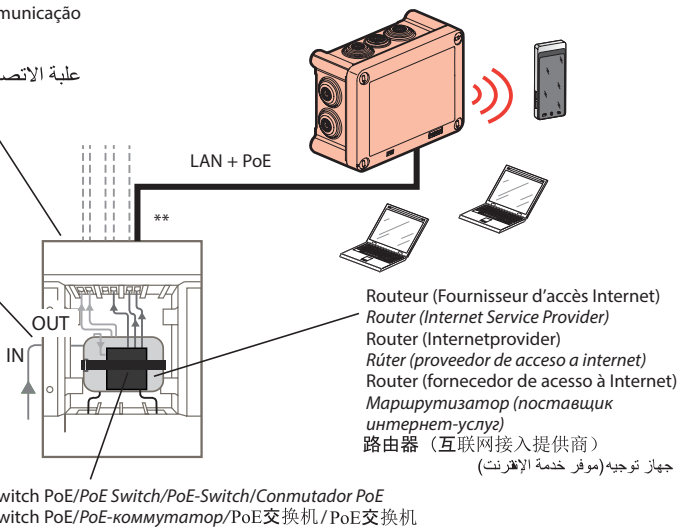 municação
علبة الاتص
LAN + PoE
**
OUT
IN
Routeur (Fournisseur d'accès Internet)
Router (Internet Service Provider)
Router (Internetprovider)
Rúter (proveedor de acceso a internet)
Router (fornecedor de acesso à Internet)
Маршрутизатор (поставщик
интернет-услуг)
路由器（互联网接入提供商）
جهاز توجيه (موفر خدمة الإنترنت)
witch PoE/PoE Switch/PoE-Switch/Conmutador PoE
witch PoE/PoE-коммутатор/PoE交换机/PoE交换机